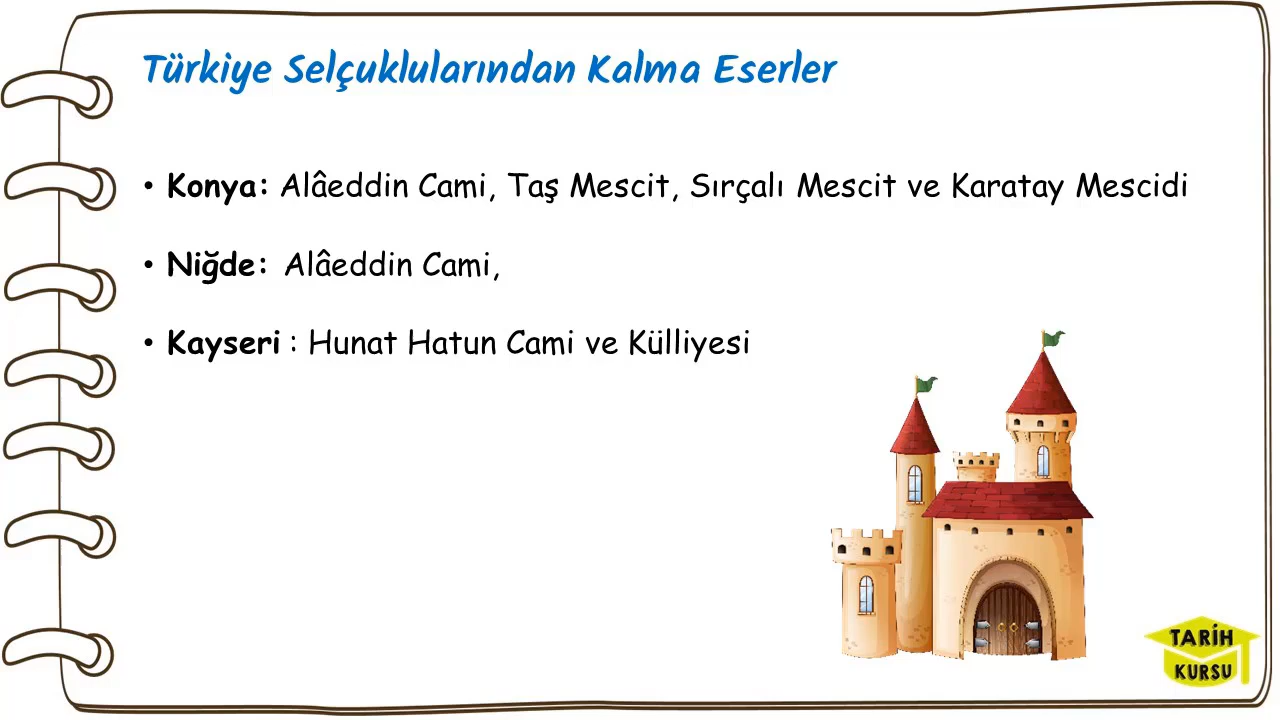 Türkiye Selçuklularından Kalma Eserler
• Konya: Alâeddin Cami, Taş Mescit, Sırçalı Mescit ve Karatay Mescidi
• Niğde: Alâeddin Cami,
• Kayseri : Hunat Hatun Cami ve Külliyesi
TARİH
KURSU